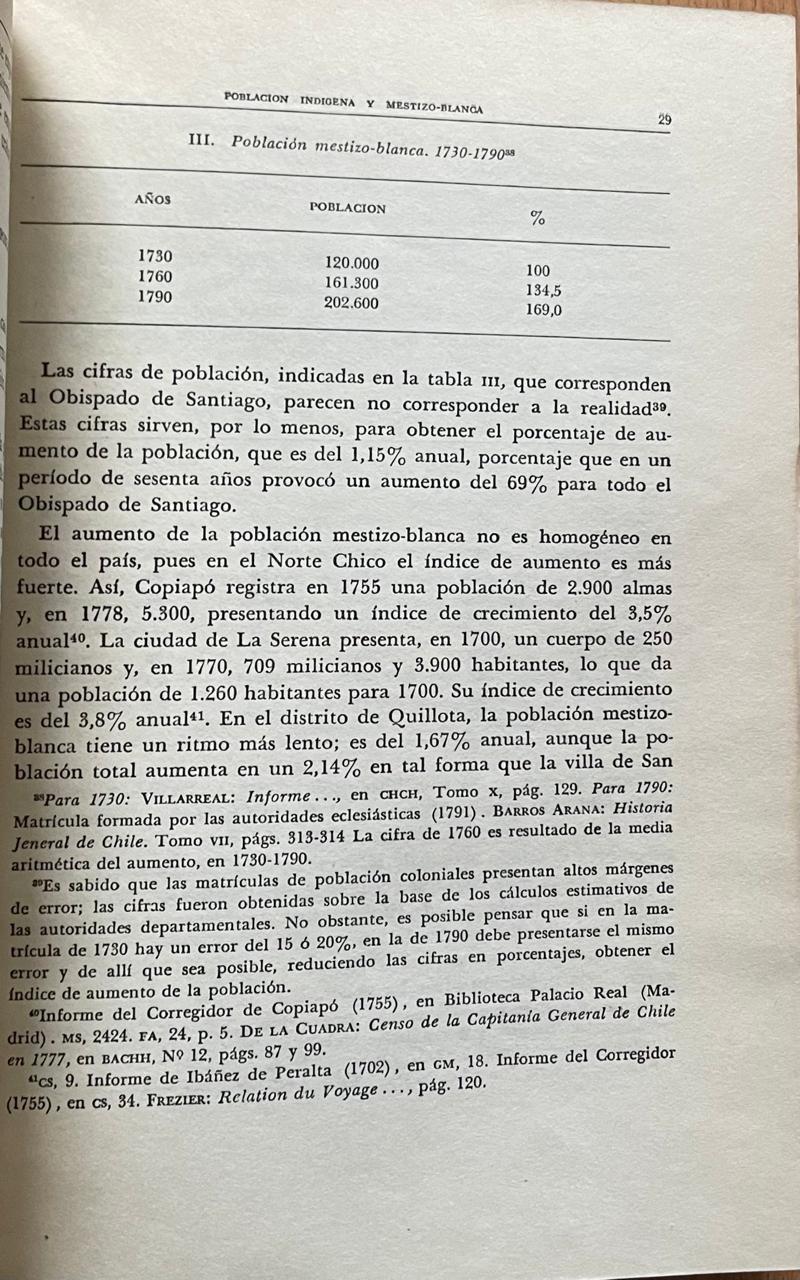 POBLACION INDIGENA Y MESTIZO-BLANCA 29
III. Población mestizo-blanca. 1730-1790³⁸
AÑOS POBLACION %
1730 120.000 100
1760 161.300 134,5
1790 202.600 169,0
Las cifras de población, indicadas en la tabla III, que corresponden
al Obispado de Santiago, parecen no corresponder a la realidad³⁹.
Estas cifras sirven, por lo menos, para obtener el porcentaje de au-
mento de la población, que es del 1,15% anual, porcentaje que en un
período de sesenta años provocó un aumento del 69% para todo el
Obispado de Santiago.
El aumento de la población mestizo-blanca no es homogéneo en
todo el país, pues en el Norte Chico el índice de aumento es más
fuerte. Así, Copiapó registra en 1755 una población de 2.900 almas
y, en 1778, 5.300, presentando un índice de crecimiento del 3,5%
anual⁴⁰. La ciudad de La Serena presenta, en 1700, un cuerpo de 250
milicianos y, en 1770, 709 milicianos y 3.900 habitantes, lo que da
una población de 1.260 habitantes para 1700. Su índice de crecimiento
es del 3,8% anual⁴¹. En el distrito de Quillota, la población mestizo-
blanca tiene un ritmo más lento; es del 1,67% anual, aunque la po-
blación total aumenta en un 2,14% en tal forma que la villa de San
³⁸Para 1730: VILLARREAL: Informe..., en CHCH, Tomo X, pág. 129. Para 1790:
Matrícula formada por las autoridades eclesiásticas (1791). BARROS ARANA: Historia
Jeneral de Chile. Tomo VII, págs. 313-314 La cifra de 1760 es resultado de la media
aritmética del aumento, en 1730-1790.
³⁹Es sabido que las matrículas de población coloniales presentan altos márgenes
de error; las cifras fueron obtenidas sobre la base de los cálculos estimativos de
las autoridades departamentales. No obstante, es posible pensar que si en la ma-
trícula de 1730 hay un error del 15 ó 20%, en la de 1790 debe presentarse el mismo
error y de allí que sea posible, reduciendo las cifras en porcentajes, obtener el
índice de aumento de la población.
⁴⁰Informe del Corregidor de Copiapó (1755), en Biblioteca Palacio Real (Ma-
drid). MS, 2424. FA, 24, p. 5. DE LA CUADRA: Censo de la Capitanía General de Chile
en 1777, en BACHH, Nº 12, págs. 87 y 99.
⁴¹CS, 9. Informe de Ibáñez de Peralta (1702), en GM, 18. Informe del Corregidor
(1755), en CS, 34. FREZIER: Relation du Voyage..., pág. 120.